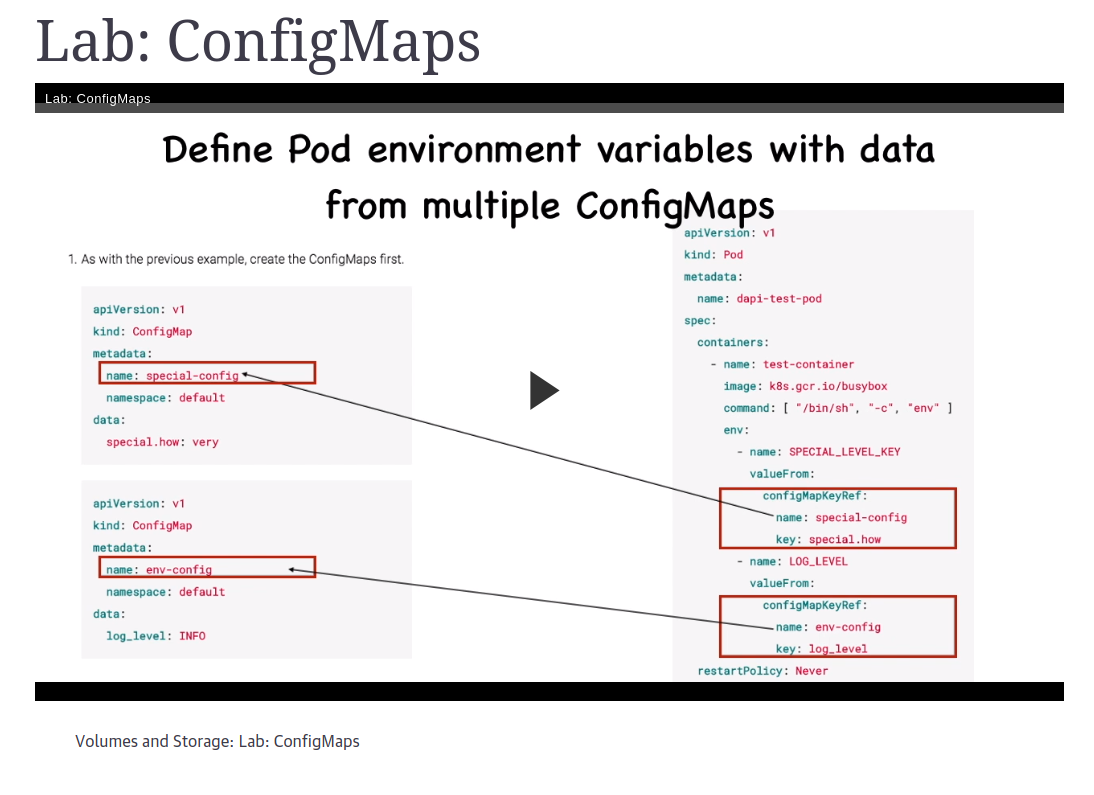 Lab: ConfigMaps
Lab: ConfigMaps
Define Pod environment variables with data
from multiple ConfigMaps
1. As with the previous example, create the ConfigMaps first.
apiVersion: v1
kind: ConfigMap
metadata:
name: special-config
namespace: default
data:
special.how: very
apiVersion: v1
kind: ConfigMap
metadata:
name: env-config
namespace: default
data:
log_level: INFO
apiVersion: v1
kind: Pod
metadata:
name: dapi-test-pod
spec:
containers:
- name: test-container
image: k8s.gcr.io/busybox
command: [ "/bin/sh", "-c", "env" ]
env:
- name: SPECIAL_LEVEL_KEY
valueFrom:
configMapKeyRef:
name: special-config
key: special.how
- name: LOG_LEVEL
valueFrom:
configMapKeyRef:
name: env-config
key: log_level
restartPolicy: Never
Volumes and Storage: Lab: ConfigMaps